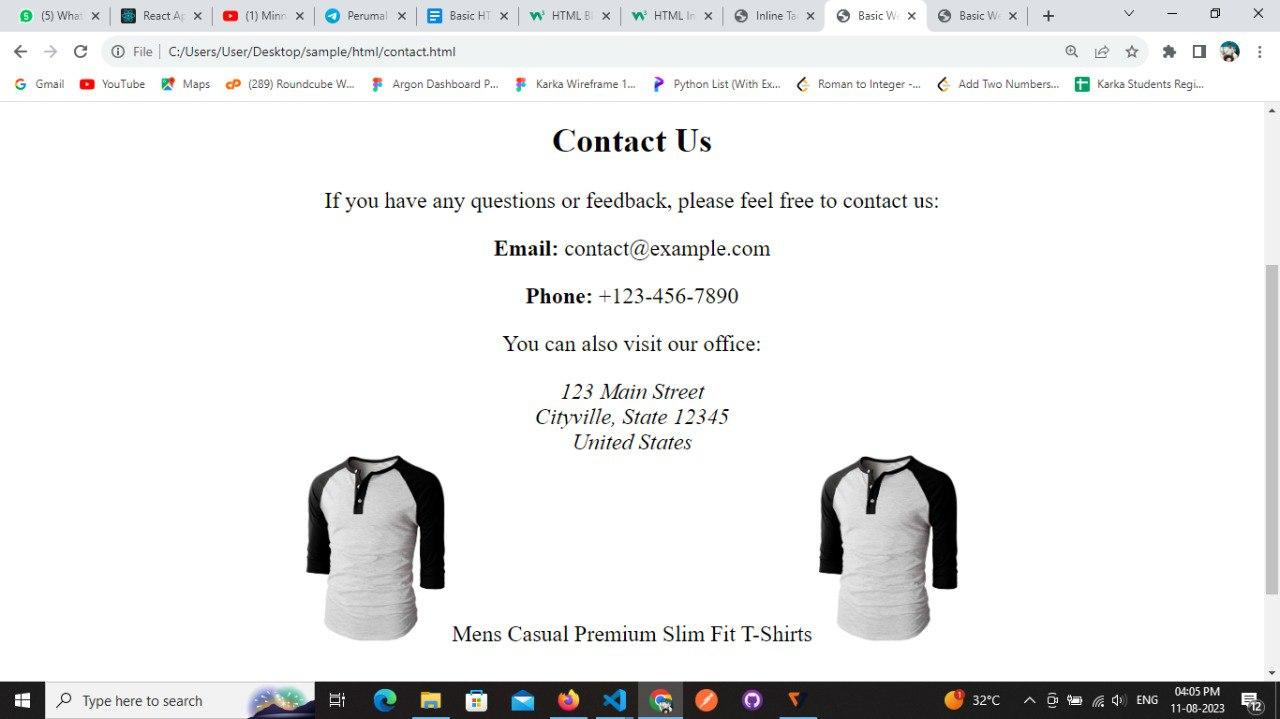 (5) What
React ap
(1) Minn
Perumal
Basic HT
HTML Bl
HTML In
Inline Ta
Basic We
Basic We
File | C:/Users/User/Desktop/sample/html/contact.html
Gmail
YouTube
Maps
(289) Roundcube W...
Argon Dashboard P...
Karka Wireframe 1...
Python List (With Ex...
Roman to Integer -...
Add Two Numbers...
Karka Students Regi...
Contact Us
If you have any questions or feedback, please feel free to contact us:
Email: contact@example.com
Phone: +123-456-7890
You can also visit our office:
123 Main Street
Cityville, State 12345
United States
Mens Casual Premium Slim Fit T-Shirts
Type here to search
32°C
ENG
04:05 PM
11-08-2023
12